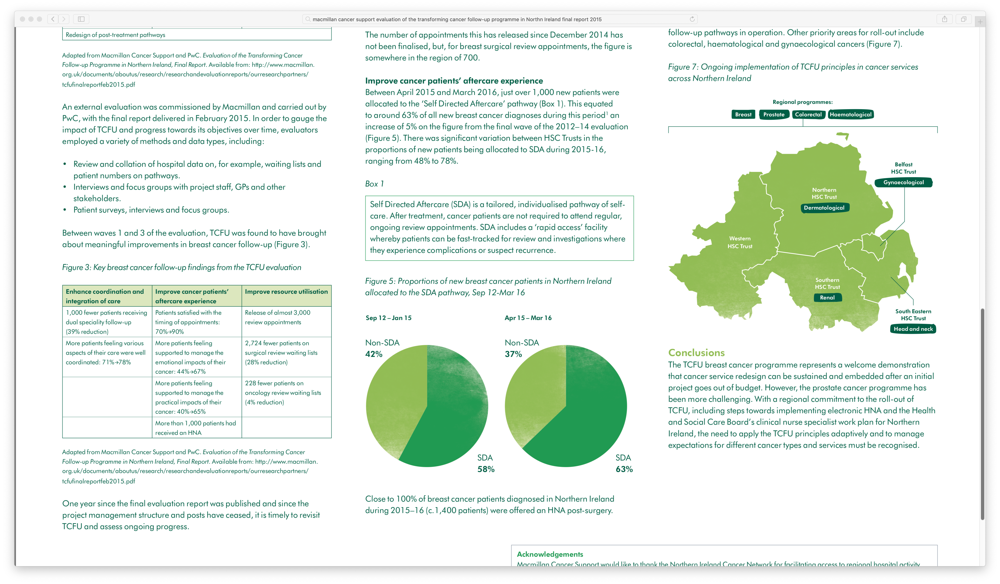 macmillan cancer support evaluation of the transforming cancer follow-up programme in Northn Ireland final report 2015
Redesign of post-treatment pathways
Adapted from Macmillan Cancer Support and PwC. Evaluation of the Transforming Cancer
Follow-up Programme in Northern Ireland, Final Report. Available from: http://www.macmillan.
org.uk/documents/aboutus/research/researchandevaluationreports/ourresearchpartners/
tcfufinalreportfeb2015.pdf
An external evaluation was commissioned by Macmillan and carried out by
PwC, with the final report delivered in February 2015. In order to gauge the
impact of TCFU and progress towards its objectives over time, evaluators
employed a variety of methods and data types, including:
• Review and collation of hospital data on, for example, waiting lists and
patient numbers on pathways.
• Interviews and focus groups with project staff, GPs and other
stakeholders.
• Patient surveys, interviews and focus groups.
Between waves 1 and 3 of the evaluation, TCFU was found to have brought
about meaningful improvements in breast cancer follow-up (Figure 3).
Figure 3: Key breast cancer follow-up findings from the TCFU evaluation
Enhance coordination and
integration of care
Improve cancer patients'
aftercare experience
Improve resource utilisation
1,000 fewer patients receiving
dual speciality follow-up
(39% reduction)
Patients satisfied with the
timing of appointments:
70%→90%
Release of almost 3,000
review appointments
More patients feeling various
aspects of their care were well
coordinated: 71%→78%
More patients feeling
supported to manage the
emotional impacts of their
cancer: 44%→67%
2,724 fewer patients on
surgical review waiting lists
(28% reduction)
More patients feeling
supported to manage the
practical impacts of their
cancer: 40%→65%
228 fewer patients on
oncology review waiting lists
(4% reduction)
More than 1,000 patients had
received an HNA
Adapted from Macmillan Cancer Support and PwC. Evaluation of the Transforming Cancer
Follow-up Programme in Northern Ireland, Final Report. Available from: http://www.macmillan.
org.uk/documents/aboutus/research/researchandevaluationreports/ourresearchpartners/
tcfufinalreportfeb2015.pdf
One year since the final evaluation report was published and since the
project management structure and posts have ceased, it is timely to revisit
TCFU and assess ongoing progress.
The number of appointments this has released since December 2014 has
not been finalised, but, for breast surgical review appointments, the figure is
somewhere in the region of 700.
Improve cancer patients' aftercare experience
Between April 2015 and March 2016, just over 1,000 new patients were
allocated to the 'Self Directed Aftercare' pathway (Box 1). This equated
to around 63% of all new breast cancer diagnoses during this period¹ an
increase of 5% on the figure from the final wave of the 2012–14 evaluation
(Figure 5). There was significant variation between HSC Trusts in the
proportions of new patients being allocated to SDA during 2015-16,
ranging from 48% to 78%.
Box 1
Self Directed Aftercare (SDA) is a tailored, individualised pathway of self-
care. After treatment, cancer patients are not required to attend regular,
ongoing review appointments. SDA includes a 'rapid access' facility
whereby patients can be fast-tracked for review and investigations where
they experience complications or suspect recurrence.
Figure 5: Proportions of new breast cancer patients in Northern Ireland
allocated to the SDA pathway, Sep 12-Mar 16
Sep 12 – Jan 15
Non-SDA
42%
SDA
58%
Apr 15 – Mar 16
Non-SDA
37%
SDA
63%
Close to 100% of breast cancer patients diagnosed in Northern Ireland
during 2015–16 (c.1,400 patients) were offered an HNA post-surgery.
follow-up pathways in operation. Other priority areas for roll-out include
colorectal, haematological and gynaecological cancers (Figure 7).
Figure 7: Ongoing implementation of TCFU principles in cancer services
across Northern Ireland
Regional programmes:
Breast Prostate Colorectal Haematological
Belfast
HSC Trust
Gynaecological
Northern
HSC Trust
Dermatological
Western
HSC Trust
Southern
HSC Trust
Renal
South Eastern
HSC Trust
Head and neck
Conclusions
The TCFU breast cancer programme represents a welcome demonstration
that cancer service redesign can be sustained and embedded after an initial
project goes out of budget. However, the prostate cancer programme has
been more challenging. With a regional commitment to the roll-out of
TCFU, including steps towards implementing electronic HNA and the Health
and Social Care Board's clinical nurse specialist work plan for Northern
Ireland, the need to apply the TCFU principles adaptively and to manage
expectations for different cancer types and services must be recognised.
Acknowledgements
Macmillan Cancer Support would like to thank the Northern Ireland Cancer Network for facilitating access to regional hospital activity